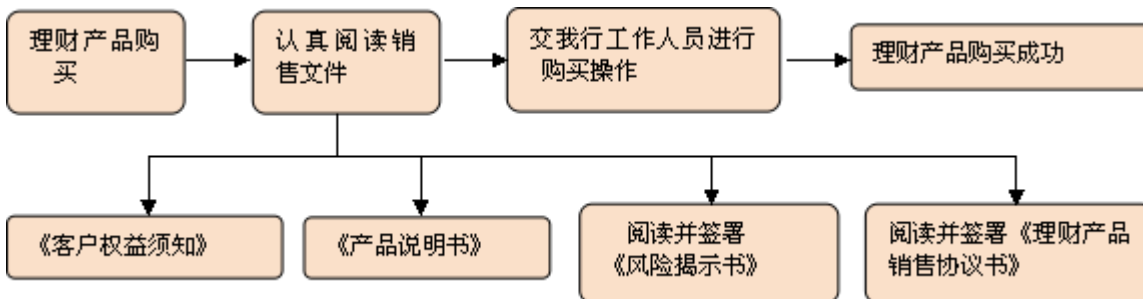 理财产品购
买
认真阅读销
售文件
交我行工作人员进行
购买操作
理财产品购买成功
《客户权益须知》
《产品说明书》
阅读并签署
《风险揭示书》
阅读并签署《理财产品
销售协议书》